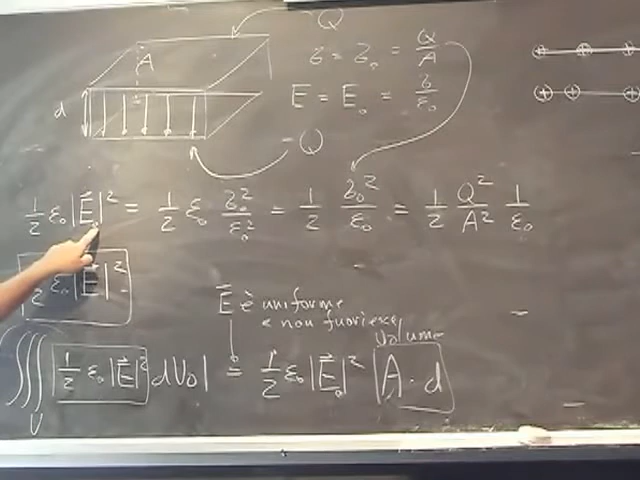 Q
A
σ = σ₀ = Q/A
d
E = E₀ = σ/ε₀
-Q
1/2 ε₀ |E⃗₀|² = 1/2 ε₀ σ₀²/ε₀² = 1/2 σ₀²/ε₀ = 1/2 Q²/A² 1/ε₀
1/2 ε₀ |E⃗|²
E⃗ è uniforme
e non fuoriesce
Volume
∭ 1/2 ε₀ |E⃗|² dVol = 1/2 ε₀ |E⃗₀|² A · d
V